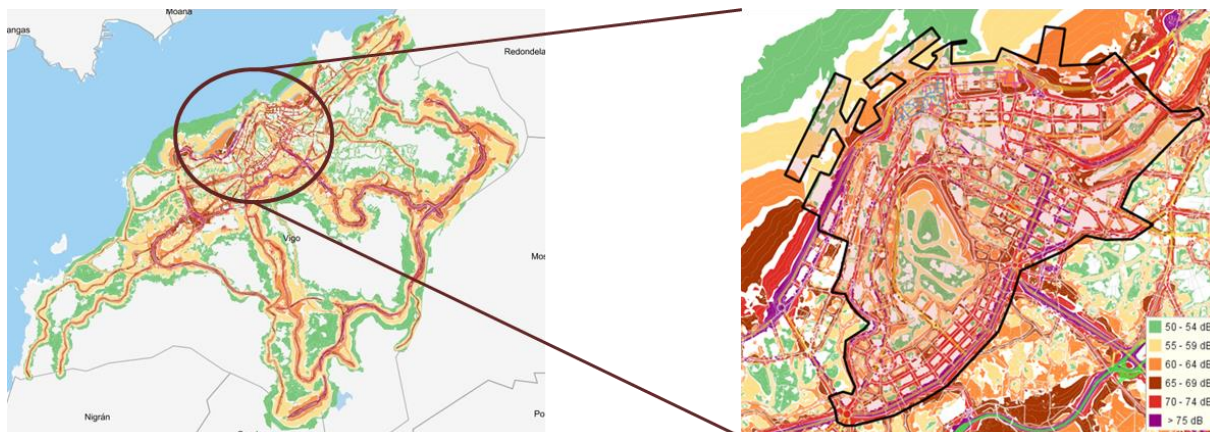 Moana
angas
Redondela
Vigo
Mos
Nigrán
Po
50 - 54 dB
55 - 59 dB
60 - 64 dB
65 - 69 dB
70 - 74 dB
> 75 dB